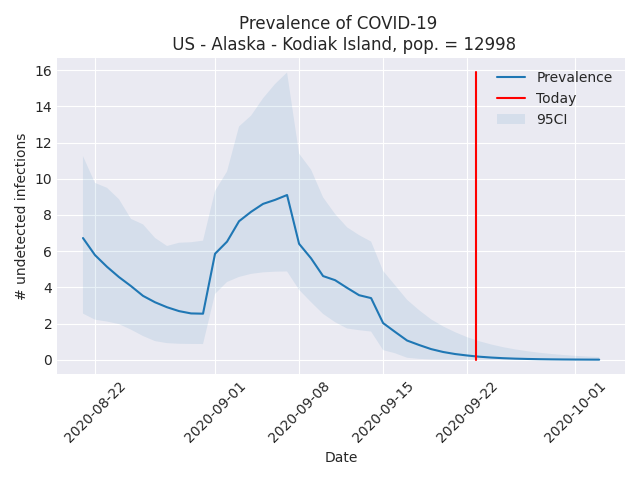 Prevalence of COVID-19
US - Alaska - Kodiak Island, pop. = 12998
16
14
12
10
8
6
4
2
0
# undetected infections
Prevalence
Today
95CI
2020-08-22
2020-09-01
2020-09-08
2020-09-15
2020-09-22
2020-10-01
Date